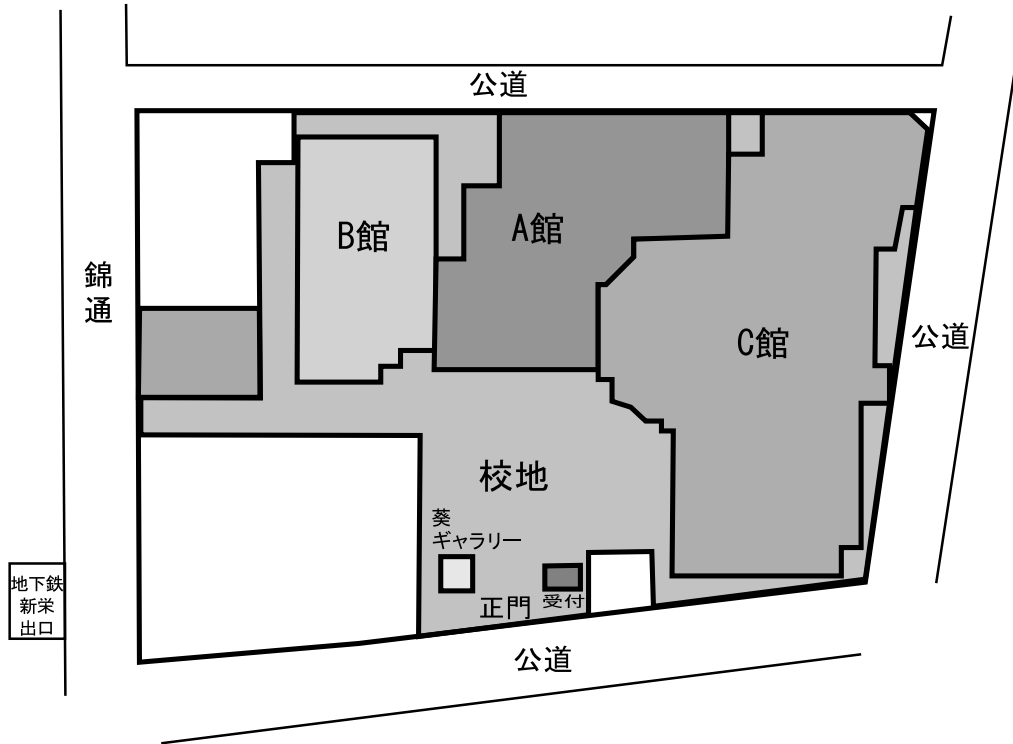 公道
B館
A館
錦
通
C館
公道
校地
葵
ギャラリー
地下鉄
新栄
出口
正門
受付
公道